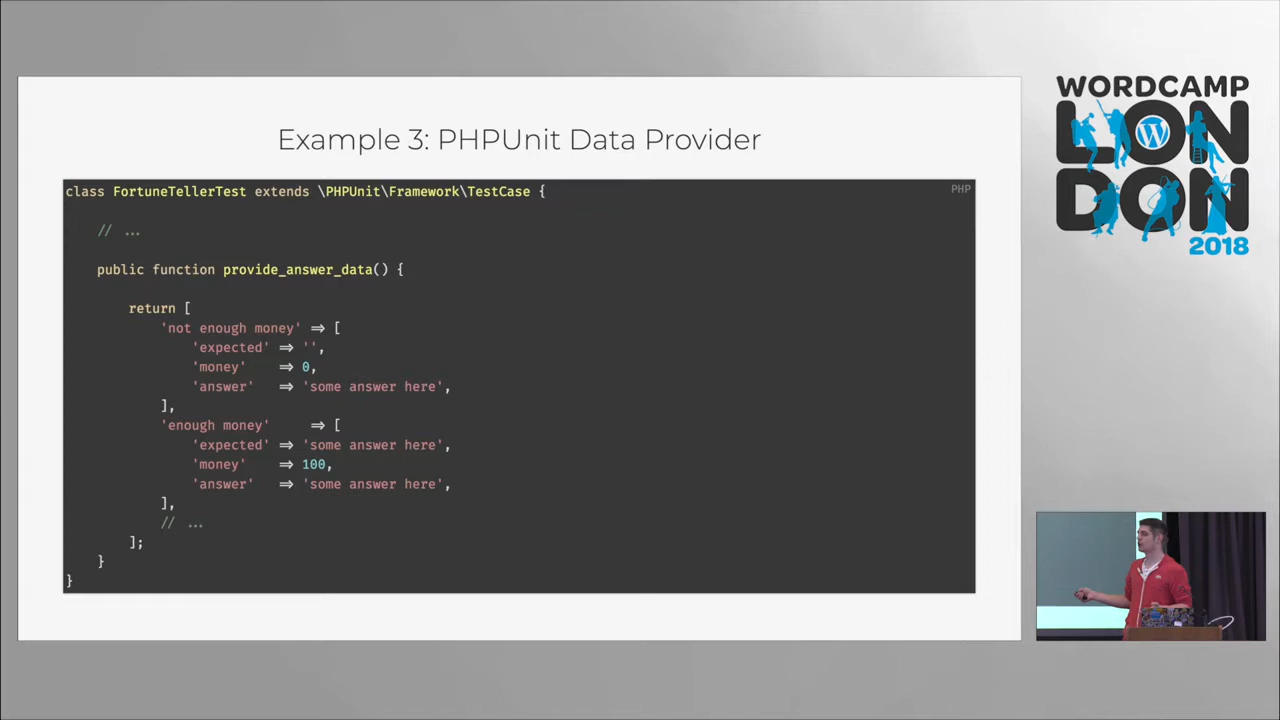 Example 3: PHPUnit Data Provider
class FortuneTellerTest extends \PHPUnit\Framework\TestCase {
PHP
// ...
public function provide_answer_data() {
return [
'not enough money' => [
'expected' => '',
'money' => 0,
'answer' => 'some answer here',
],
'enough money' => [
'expected' => 'some answer here',
'money' => 100,
'answer' => 'some answer here',
],
// ...
];
}
}
WORDCAMP
LON
DON
2018